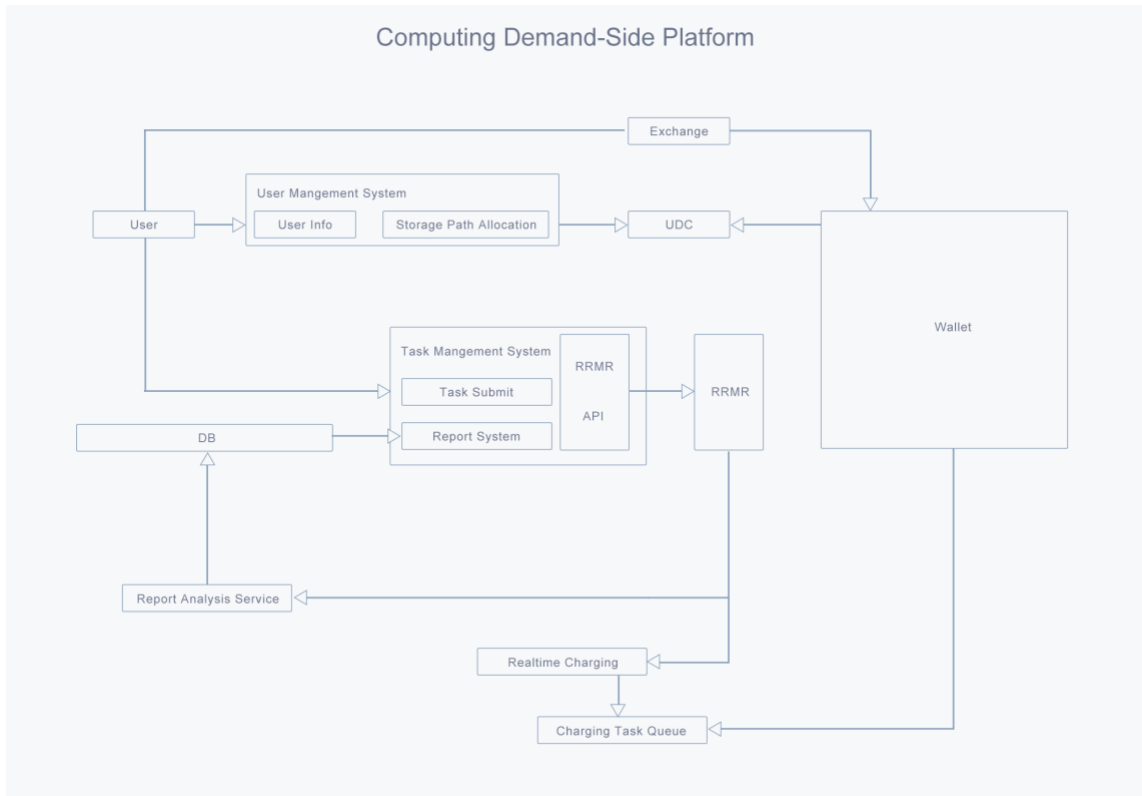 Computing Demand-Side Platform
Exchange
User Mangement System
User
User Info
Storage Path Allocation
UDC
Wallet
Task Mangement System
RRMR
API
Task Submit
RRMR
DB
Report System
Report Analysis Service
Realtime Charging
Charging Task Queue